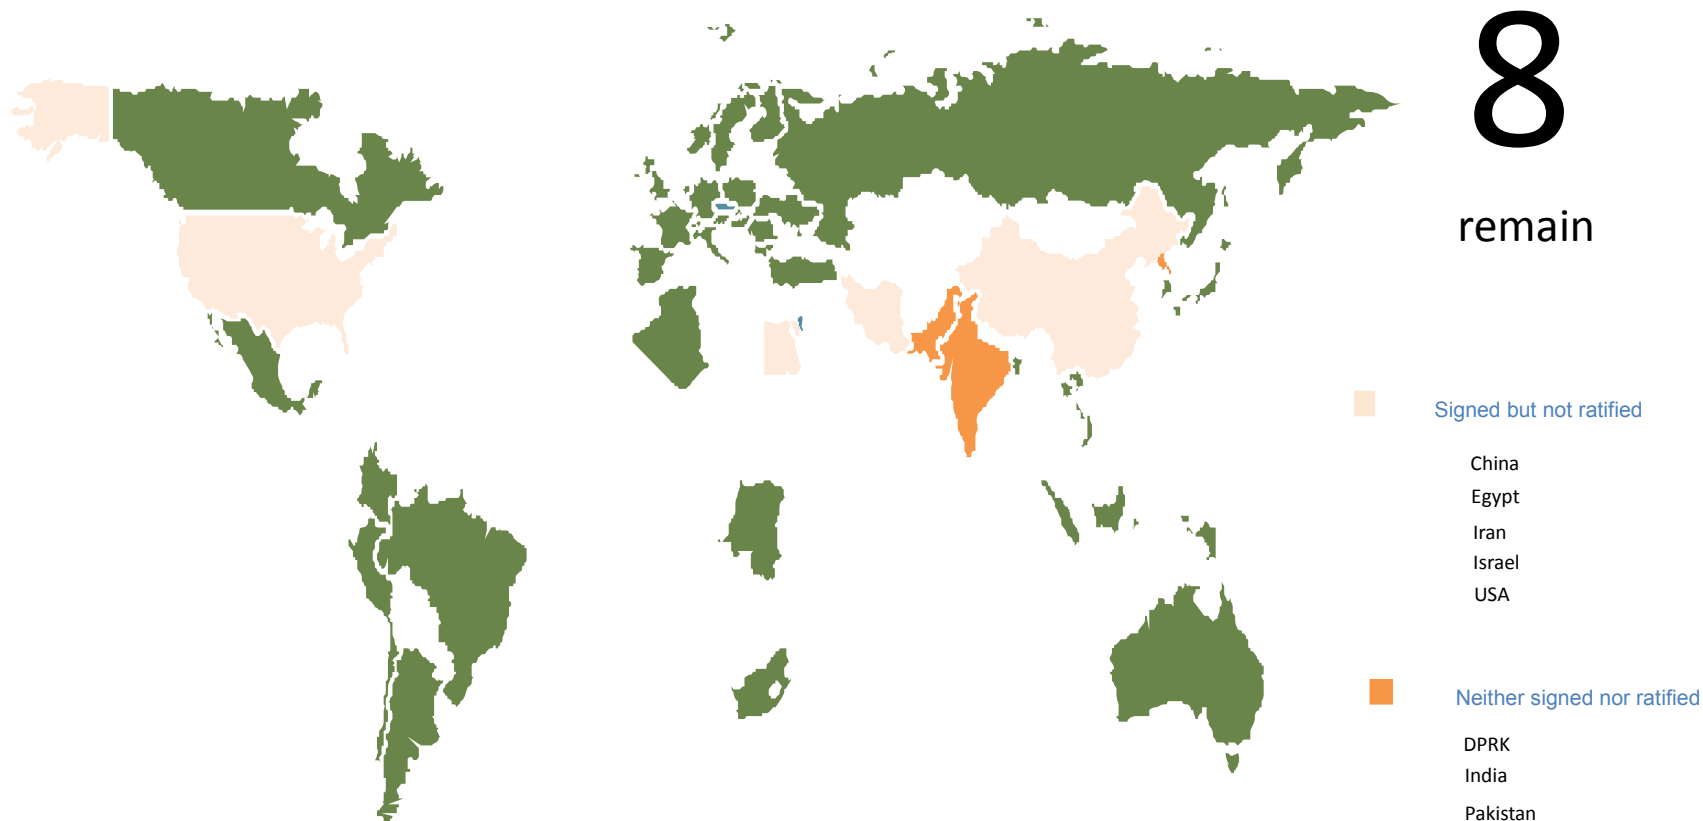 8
remain
Signed but not ratified
China
Egypt
Iran
Israel
USA
Neither signed nor ratified
DPRK
India
Pakistan